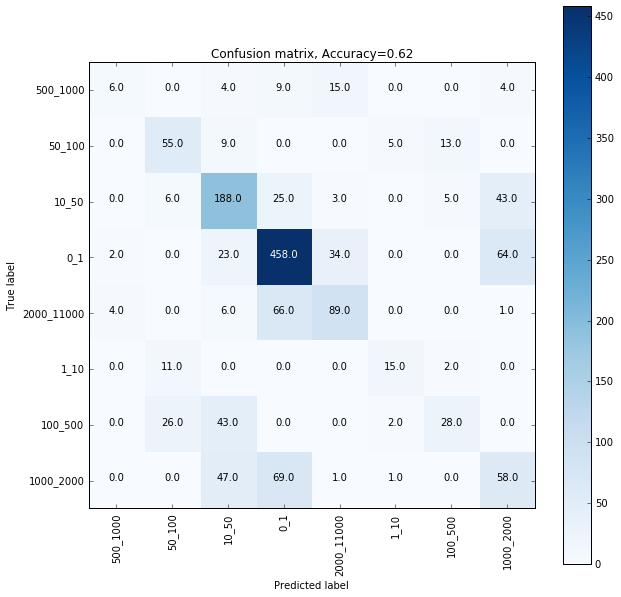 Confusion matrix, Accuracy=0.62
500_1000 6.0 0.0 4.0 9.0 15.0 0.0 0.0 4.0
50_100 0.0 55.0 9.0 0.0 0.0 5.0 13.0 0.0
10_50 0.0 6.0 188.0 25.0 3.0 0.0 5.0 43.0
0_1 2.0 0.0 23.0 458.0 34.0 0.0 0.0 64.0
2000_11000 4.0 0.0 6.0 66.0 89.0 0.0 0.0 1.0
1_10 0.0 11.0 0.0 0.0 0.0 15.0 2.0 0.0
100_500 0.0 26.0 43.0 0.0 0.0 2.0 28.0 0.0
1000_2000 0.0 0.0 47.0 69.0 1.0 1.0 0.0 58.0
True label
500_1000 50_100 10_50 0_1 2000_11000 1_10 100_500 1000_2000
Predicted label
450
400
350
300
250
200
150
100
50
0